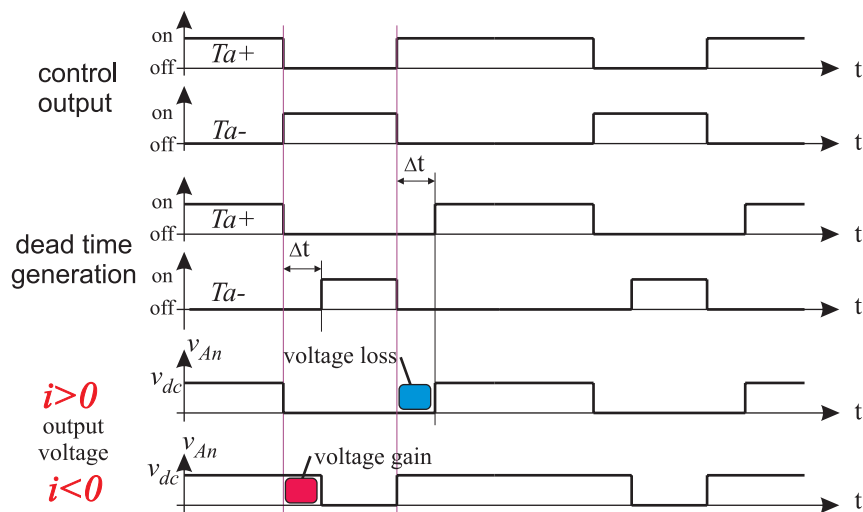 control
output
on
off
Ta+
t
on
off
Ta-
t
Δt
dead time
generation
on
off
Ta+
t
Δt
on
off
Ta-
t
i>0
output
voltage
i<0
vAn
vdc
voltage loss
t
vAn
vdc
voltage gain
t